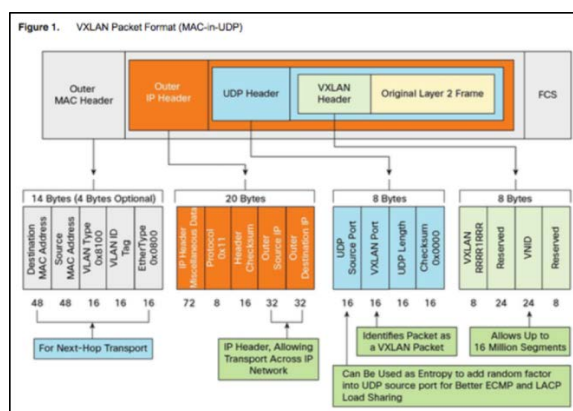 Figure 1. VXLAN Packet Format (MAC-in-UDP)
Outer
MAC Header
Outer
IP Header
UDP Header
VXLAN
Header
Original Layer 2 Frame
FCS
14 Bytes (4 Bytes Optional)
Destination
MAC Address
Source
MAC Address
VLAN Type
0x8100
VLAN ID
Tag
EtherType
0x0800
48 48 16 16 16
For Next-Hop Transport
20 Bytes
IP Header
Miscellaneous Data
Protocol
0x11
Header
Checksum
Outer
Source IP
Outer
Destination IP
72 8 16 32 32
IP Header, Allowing
Transport Across IP
Network
8 Bytes
UDP
Source Port
VXLAN Port
UDP Length
Checksum
0x0000
16 16 16 16
Identifies Packet as
a VXLAN Packet
Can Be Used as Entropy to add random factor
into UDP source port for Better ECMP and LACP
Load Sharing
8 Bytes
VXLAN
RRRR1RRR
Reserved
VNID
Reserved
8 24 24 8
Allows Up to
16 Million Segments